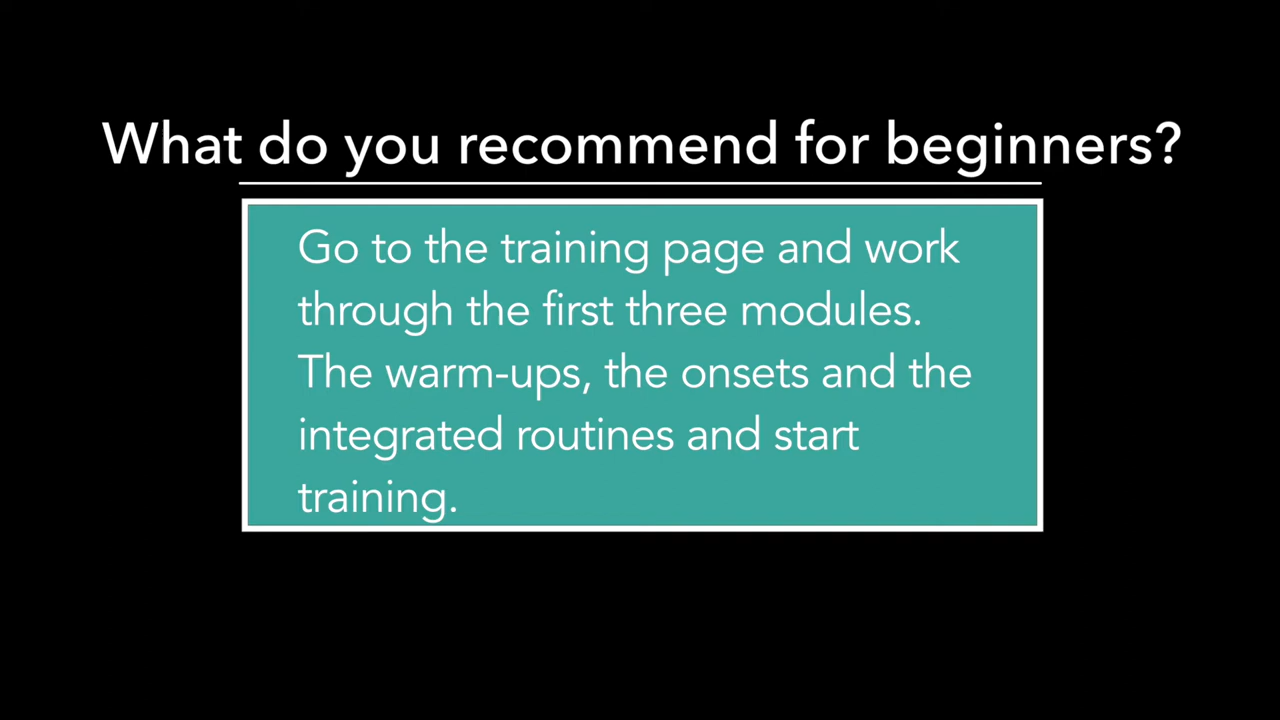 What do you recommend for beginners?
Go to the training page and work
through the first three modules.
The warm-ups, the onsets and the
integrated routines and start
training.